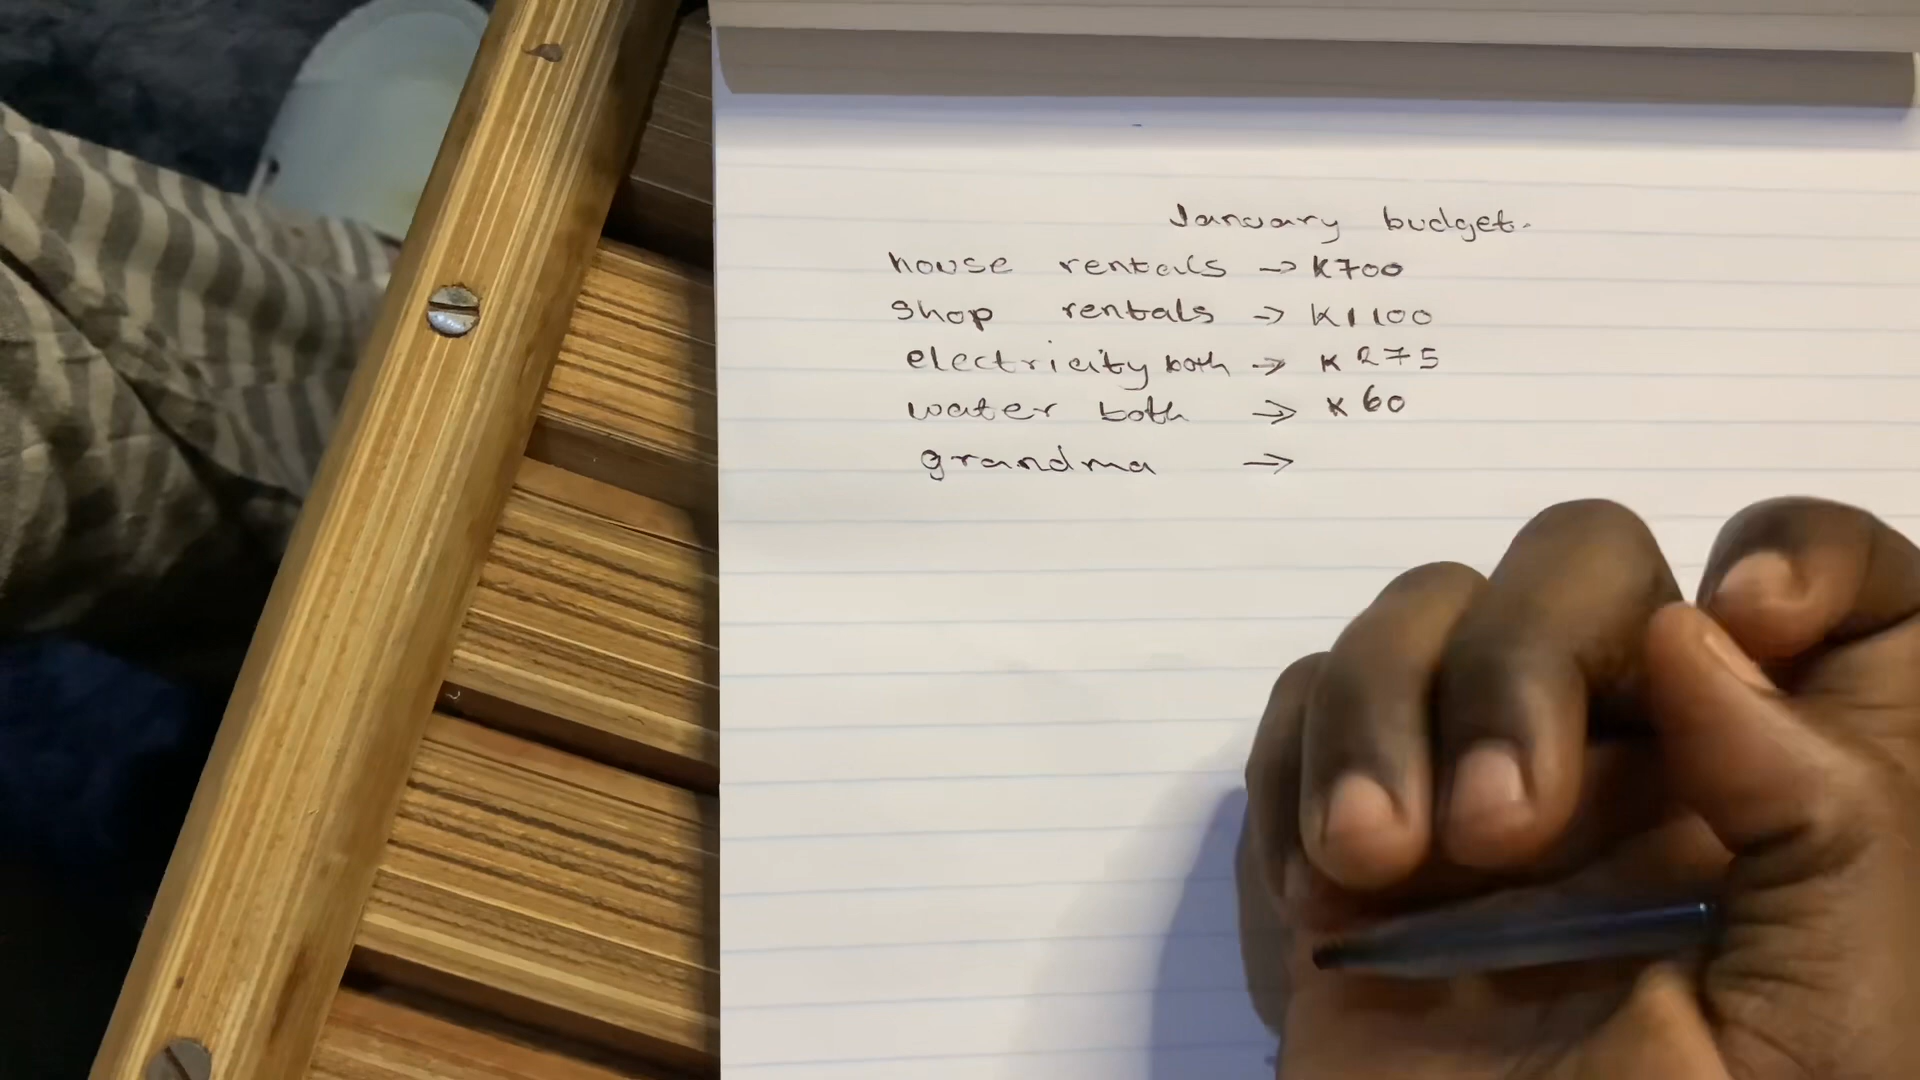 January budget.
house rentals -> K700
shop rentals -> K1100
electricity both -> K275
water both -> K60
grandma ->